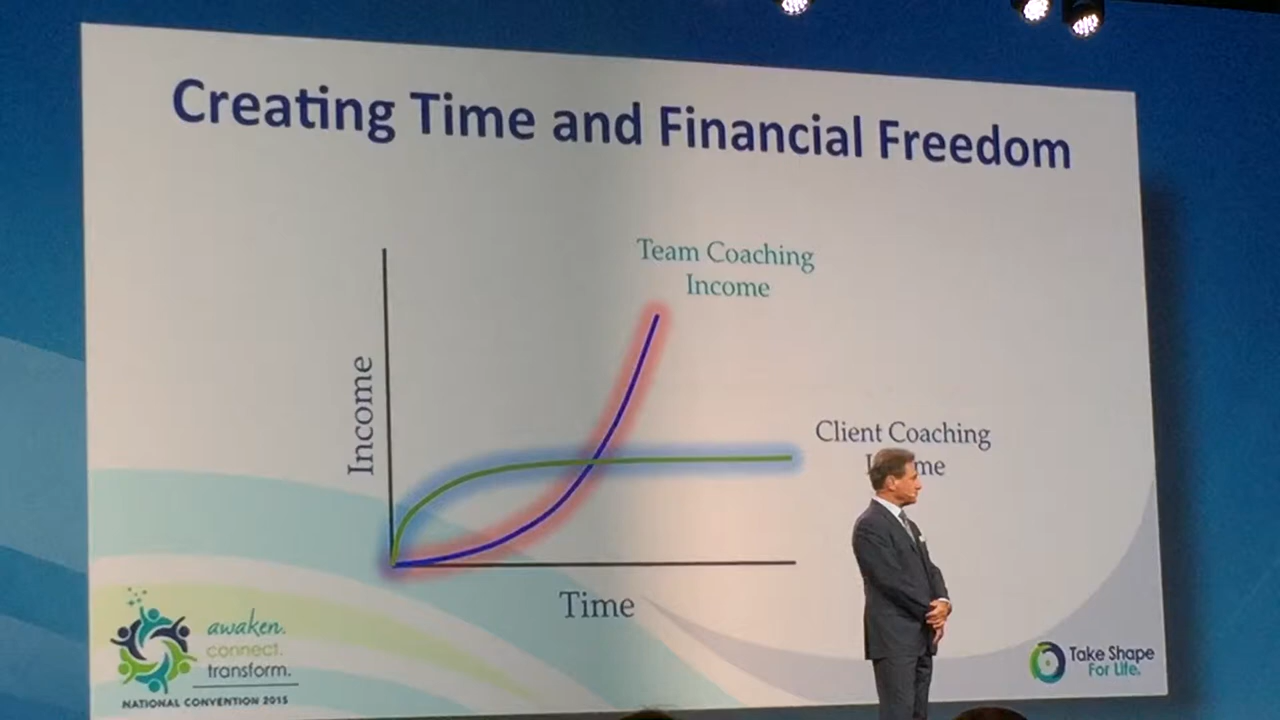 Creating Time and Financial Freedom
Team Coaching
Income
Income
Client Coaching
Time
awaken.
connect.
transform.
NATIONAL CONVENTION 2015
Take Shape
For Life.